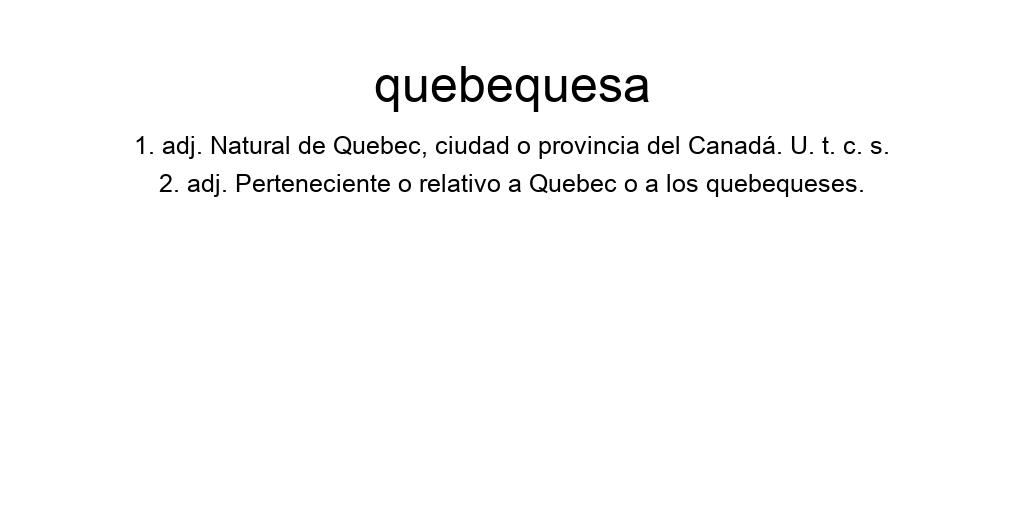 quebequesa
1. adj. Natural de Quebec, ciudad o provincia del Canadá. U. t. c. s.
2. adj. Perteneciente o relativo a Quebec o a los quebequeses.